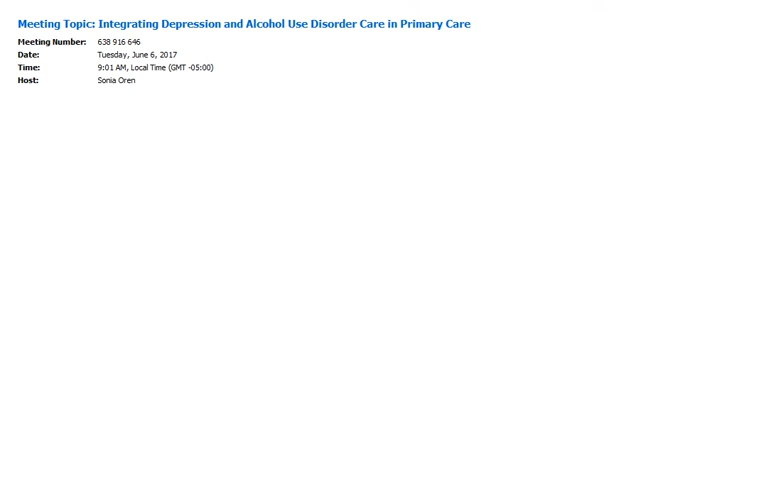 Meeting Topic: Integrating Depression and Alcohol Use Disorder Care in Primary Care
Meeting Number: 638 916 646
Date: Tuesday, June 6, 2017
Time: 9:01 AM, Local Time (GMT -05:00)
Host: Sonia Oren